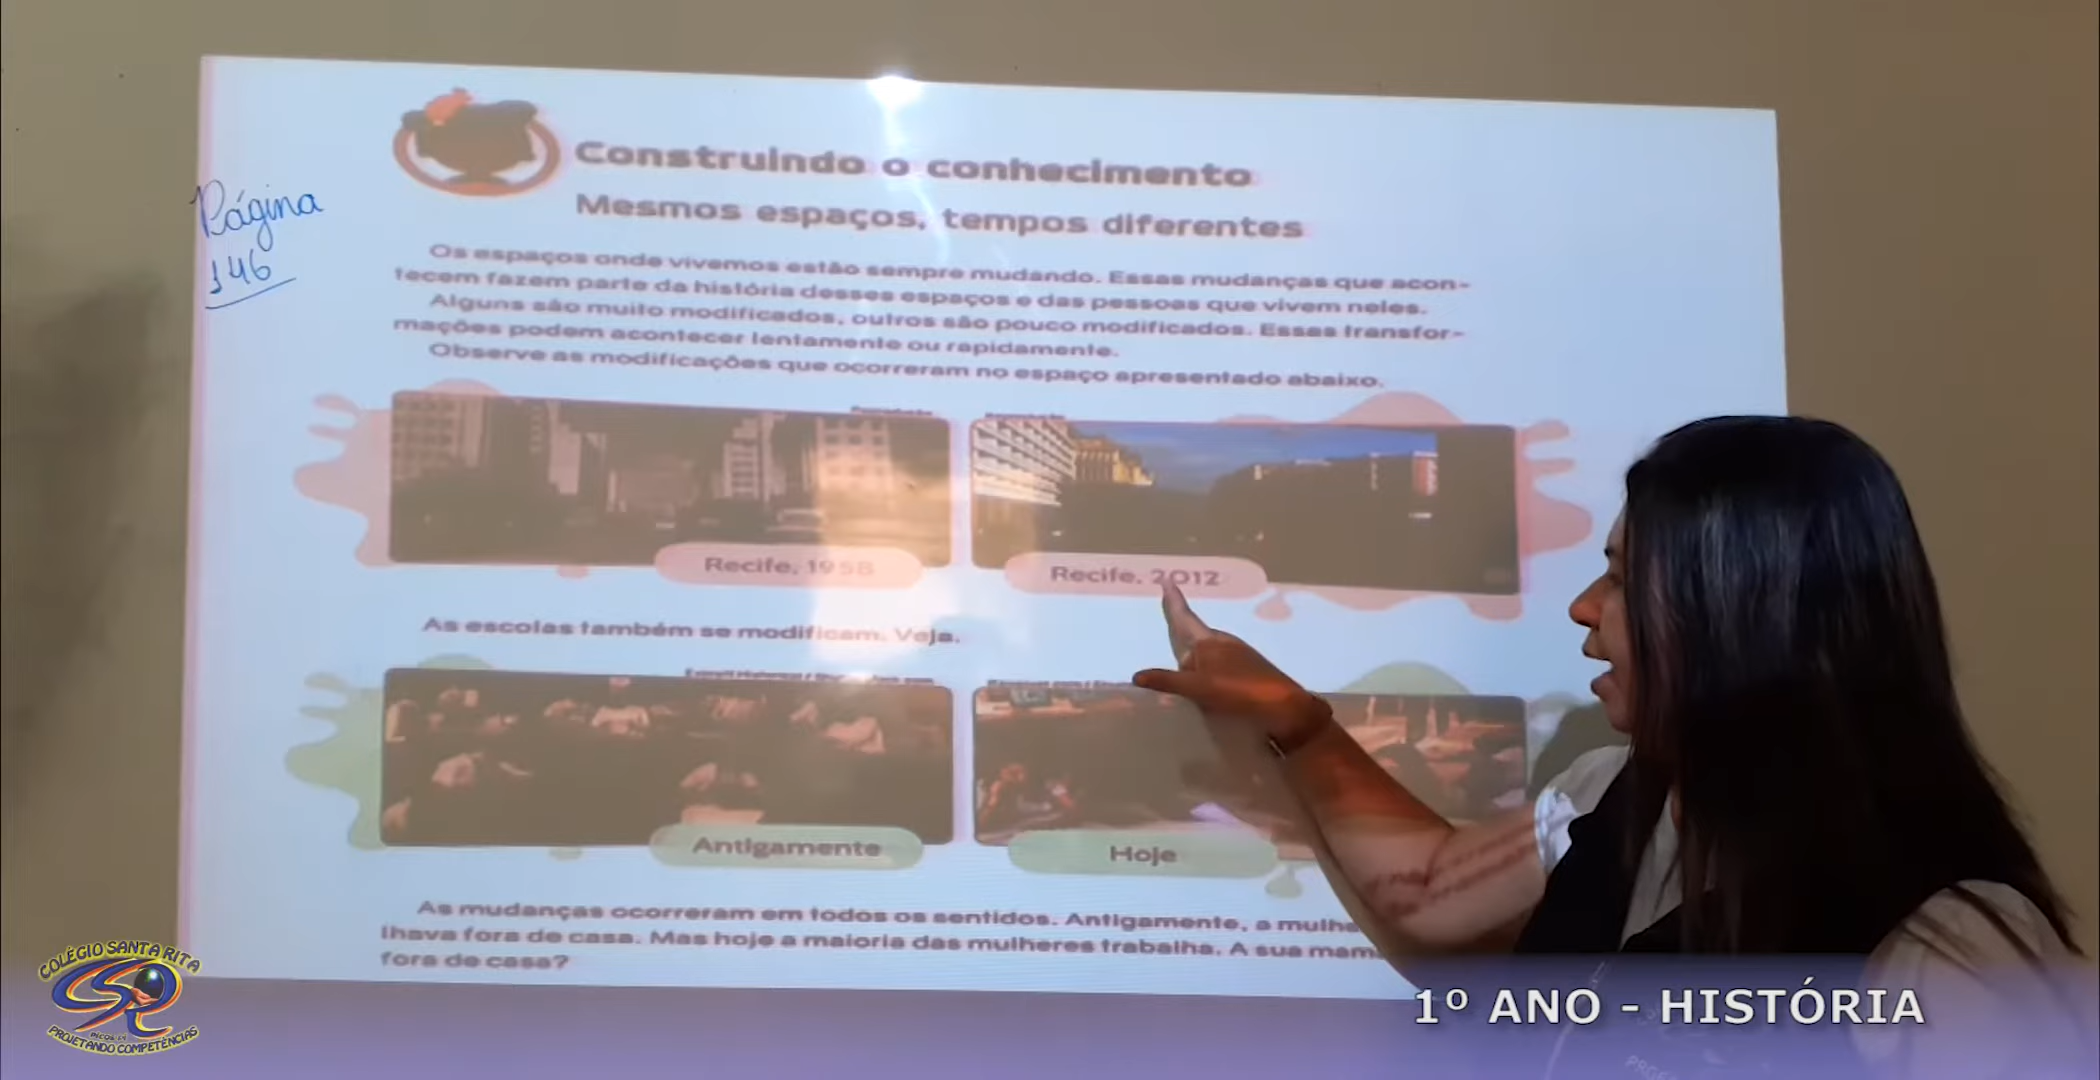 Página
146
Construindo o conhecimento
Mesmos espaços, tempos diferentes
Os espaços onde vivemos estão sempre mudando. Essas mudanças que acon-
tecem fazem parte da história desses espaços e das pessoas que vivem neles.
Alguns são muito modificados, outros são pouco modificados. Essas transfor-
mações podem acontecer lentamente ou rapidamente.
Observe as modificações que ocorreram no espaço apresentado abaixo.
Recife, 1958
Recife, 2012
As escolas também se modificam. Veja.
Antigamente
Hoje
As mudanças ocorreram em todos os sentidos. Antigamente, a mulhe
lhava fora de casa. Mas hoje a maioria das mulheres trabalha. A sua mam
fora de casa?
COLÉGIO SANTA RITA
PROJETANDO COMPETÊNCIAS
1º ANO - HISTÓRIA